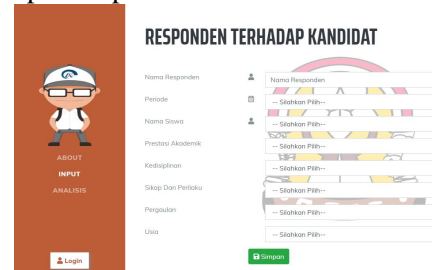 RESPONDEN TERHADAP KANDIDAT
Nama Responden
Nama Responden
Periode
-- Silahkan Pilih--
Nama Siswa
-- Silahkan Pilih--
Prestasi Akademik
-- Silahkan Pilih--
Kedisiplinan
-- Silahkan Pilih--
Sikap Dan Perilaku
-- Silahkan Pilih--
Pergaulan
-- Silahkan Pilih--
Usia
-- Silahkan Pilih--
Simpan
ABOUT
INPUT
ANALISIS
Login